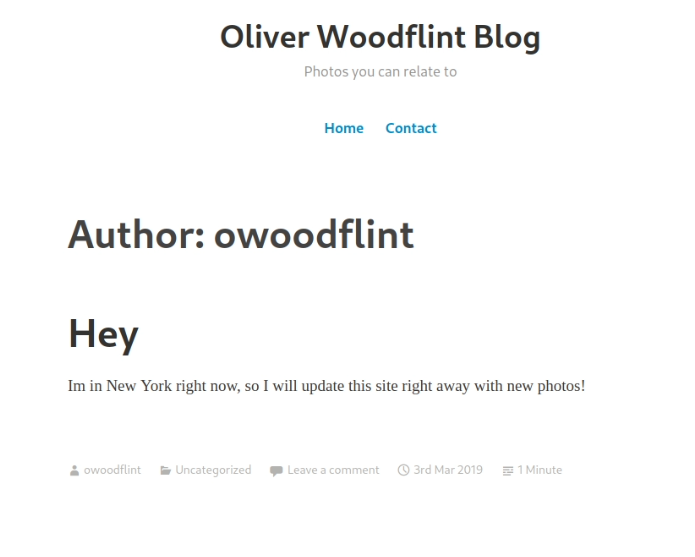 Oliver Woodflint Blog
Photos you can relate to
Home Contact
Author: owoodflint
Hey
Im in New York right now, so I will update this site right away with new photos!
owoodflint Uncategorized Leave a comment 3rd Mar 2019 1 Minute